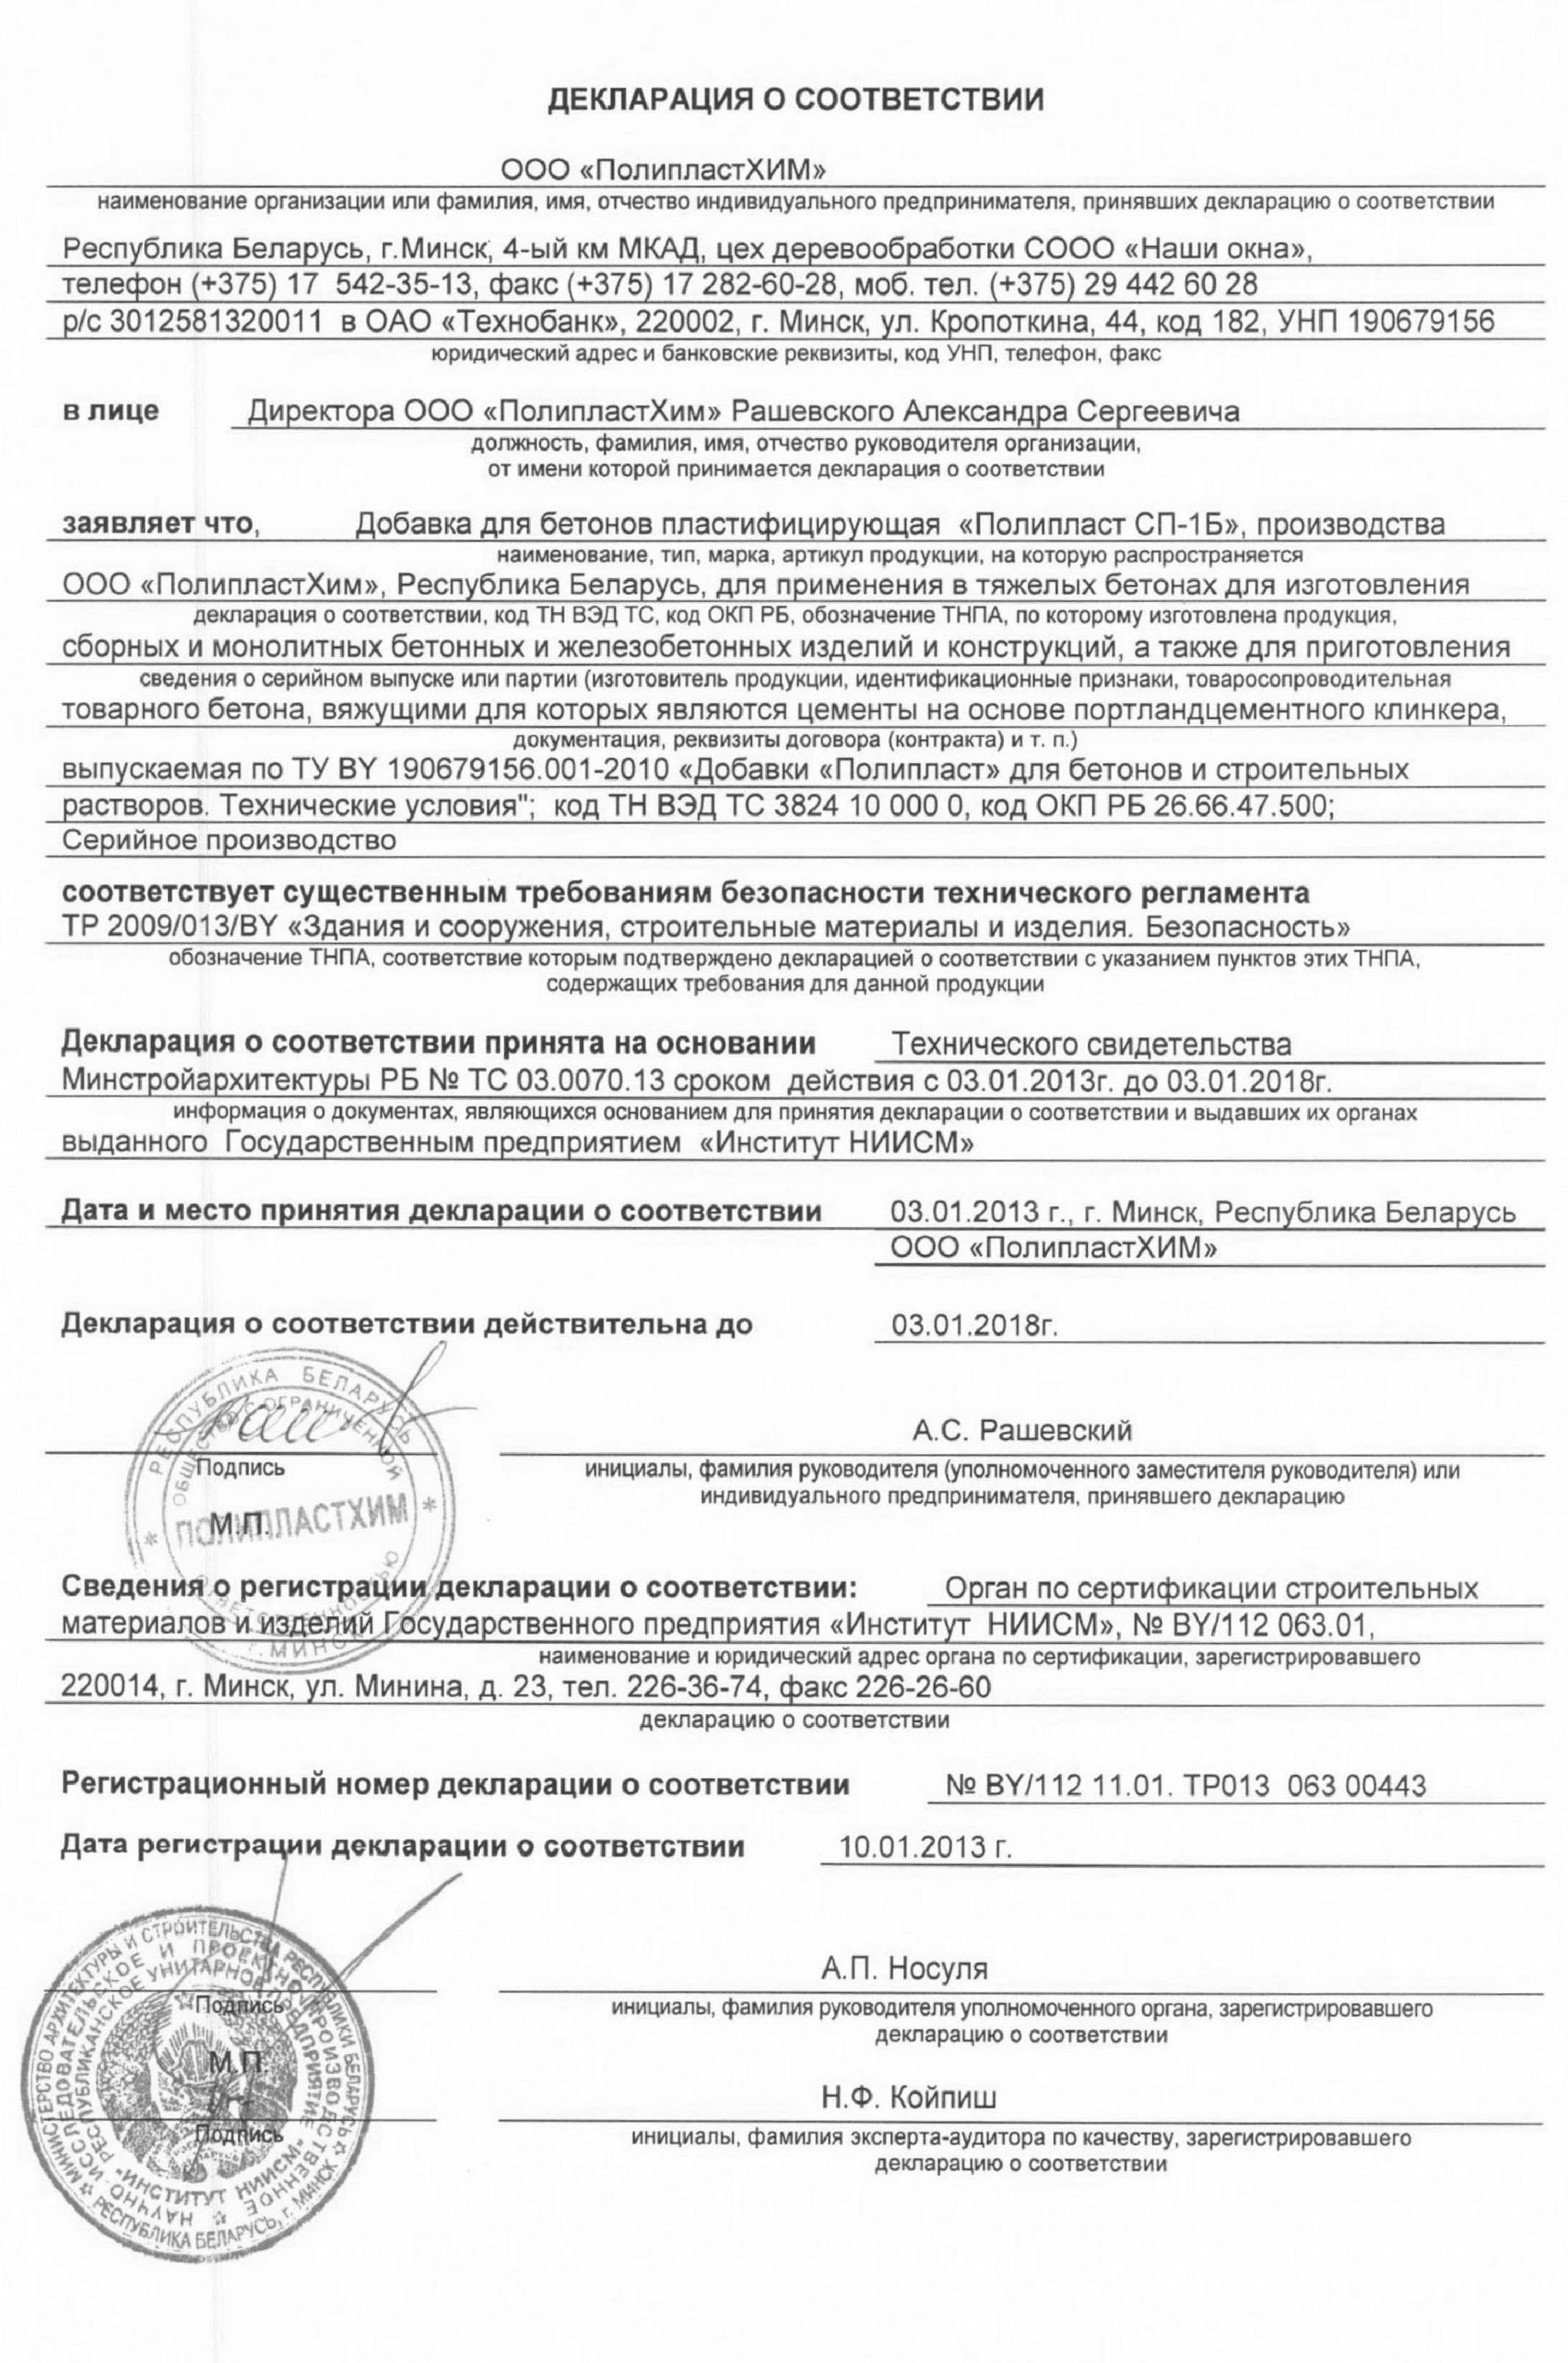 ДЕКЛАРАЦИЯ О СООТВЕТСТВИИ
ООО «ПолипластХИМ»
наименование организации или фамилия, имя, отчество индивидуального предпринимателя, принявших декларацию о соответствии
Республика Беларусь, г.Минск, 4-ый км МКАД, цех деревообработки СООО «Наши окна»,
телефон (+375) 17 542-35-13, факс (+375) 17 282-60-28, моб. тел. (+375) 29 442 60 28
р/с 3012581320011 в ОАО «Технобанк», 220002, г. Минск, ул. Кропоткина, 44, код 182, УНП 190679156
юридический адрес и банковские реквизиты, код УНП, телефон, факс
в лице Директора ООО «ПолипластХим» Рашевского Александра Сергеевича
должность, фамилия, имя, отчество руководителя организации,
от имени которой принимается декларация о соответствии
заявляет что, Добавка для бетонов пластифицирующая «Полипласт СП-1Б», производства
наименование, тип, марка, артикул продукции, на которую распространяется
ООО «ПолипластХим», Республика Беларусь, для применения в тяжелых бетонах для изготовления
декларация о соответствии, код ТН ВЭД ТС, код ОКП РБ, обозначение ТНПА, по которому изготовлена продукция,
сборных и монолитных бетонных и железобетонных изделий и конструкций, а также для приготовления
сведения о серийном выпуске или партии (изготовитель продукции, идентификационные признаки, товаросопроводительная
товарного бетона, вяжущими для которых являются цементы на основе портландцементного клинкера,
документация, реквизиты договора (контракта) и т. п.)
выпускаемая по ТУ BY 190679156.001-2010 «Добавки «Полипласт» для бетонов и строительных
растворов. Технические условия"; код ТН ВЭД ТС 3824 10 000 0, код ОКП РБ 26.66.47.500;
Серийное производство
соответствует существенным требованиям безопасности технического регламента
ТР 2009/013/BY «Здания и сооружения, строительные материалы и изделия. Безопасность»
обозначение ТНПА, соответствие которым подтверждено декларацией о соответствии с указанием пунктов этих ТНПА,
содержащих требования для данной продукции
Декларация о соответствии принята на основании Технического свидетельства
Минстройархитектуры РБ № ТС 03.0070.13 сроком действия с 03.01.2013г. до 03.01.2018г.
информация о документах, являющихся основанием для принятия декларации о соответствии и выдавших их органах
выданного Государственным предприятием «Институт НИИСМ»
Дата и место принятия декларации о соответствии 03.01.2013 г., г. Минск, Республика Беларусь
ООО «ПолипластХИМ»
Декларация о соответствии действительна до 03.01.2018г.
РЕСПУБЛИКА БЕЛАРУСЬ
ОБЩЕСТВО С ОГРАНИЧЕННОЙ
ОТВЕТСТВЕННОСТЬЮ
ПОЛИПЛАСТХИМ
г. МИНСК
А.С. Рашевский
Подпись
инициалы, фамилия руководителя (уполномоченного заместителя руководителя) или
индивидуального предпринимателя, принявшего декларацию
М.П.
Сведения о регистрации декларации о соответствии: Орган по сертификации строительных
материалов и изделий Государственного предприятия «Институт НИИСМ», № BY/112 063.01,
наименование и юридический адрес органа по сертификации, зарегистрировавшего
220014, г. Минск, ул. Минина, д. 23, тел. 226-36-74, факс 226-26-60
декларацию о соответствии
Регистрационный номер декларации о соответствии № BY/112 11.01. ТР013 063 00443
Дата регистрации декларации о соответствии 10.01.2013 г.
МИНИСТЕРСТВО АРХИТЕКТУРЫ И СТРОИТЕЛЬСТВА РЕСПУБЛИКИ БЕЛАРУСЬ
РЕСПУБЛИКА БЕЛАРУСЬ, г. МИНСК
НАУЧНО-ИССЛЕДОВАТЕЛЬСКОЕ И ПРОЕКТНО-ПРОИЗВОДСТВЕННОЕ
РЕСПУБЛИКАНСКОЕ УНИТАРНОЕ ПРЕДПРИЯТИЕ
«ИНСТИТУТ НИИСМ»
А.П. Носуля
Подпись
инициалы, фамилия руководителя уполномоченного органа, зарегистрировавшего
декларацию о соответствии
М.П.
Н.Ф. Койпиш
Подпись
инициалы, фамилия эксперта-аудитора по качеству, зарегистрировавшего
декларацию о соответствии